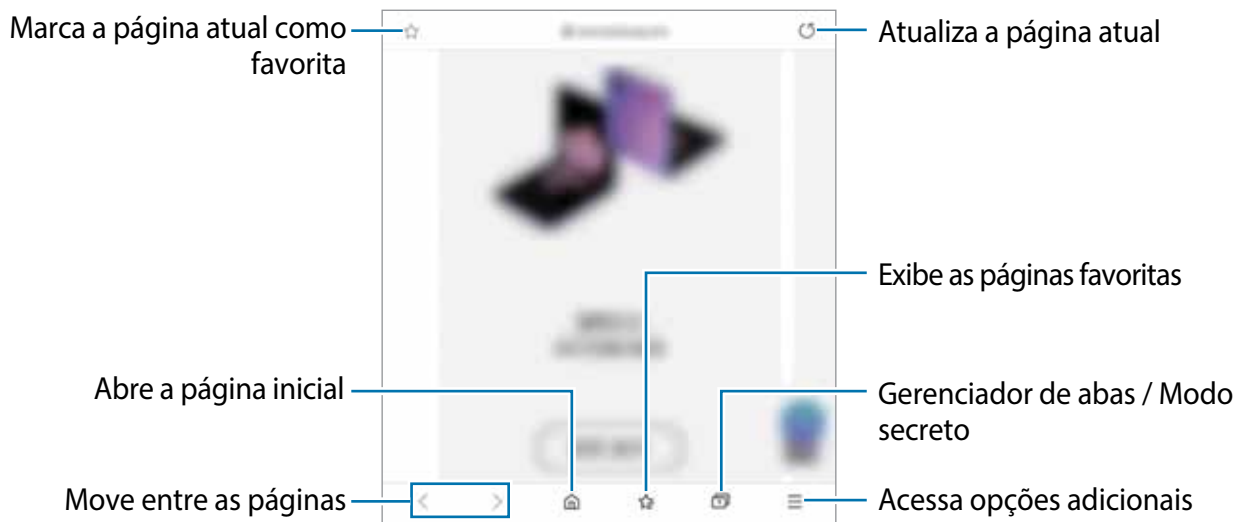 Marca a página atual como
favorita
Atualiza a página atual
Exibe as páginas favoritas
Abre a página inicial
Gerenciador de abas / Modo
secreto
Move entre as páginas
Acessa opções adicionais